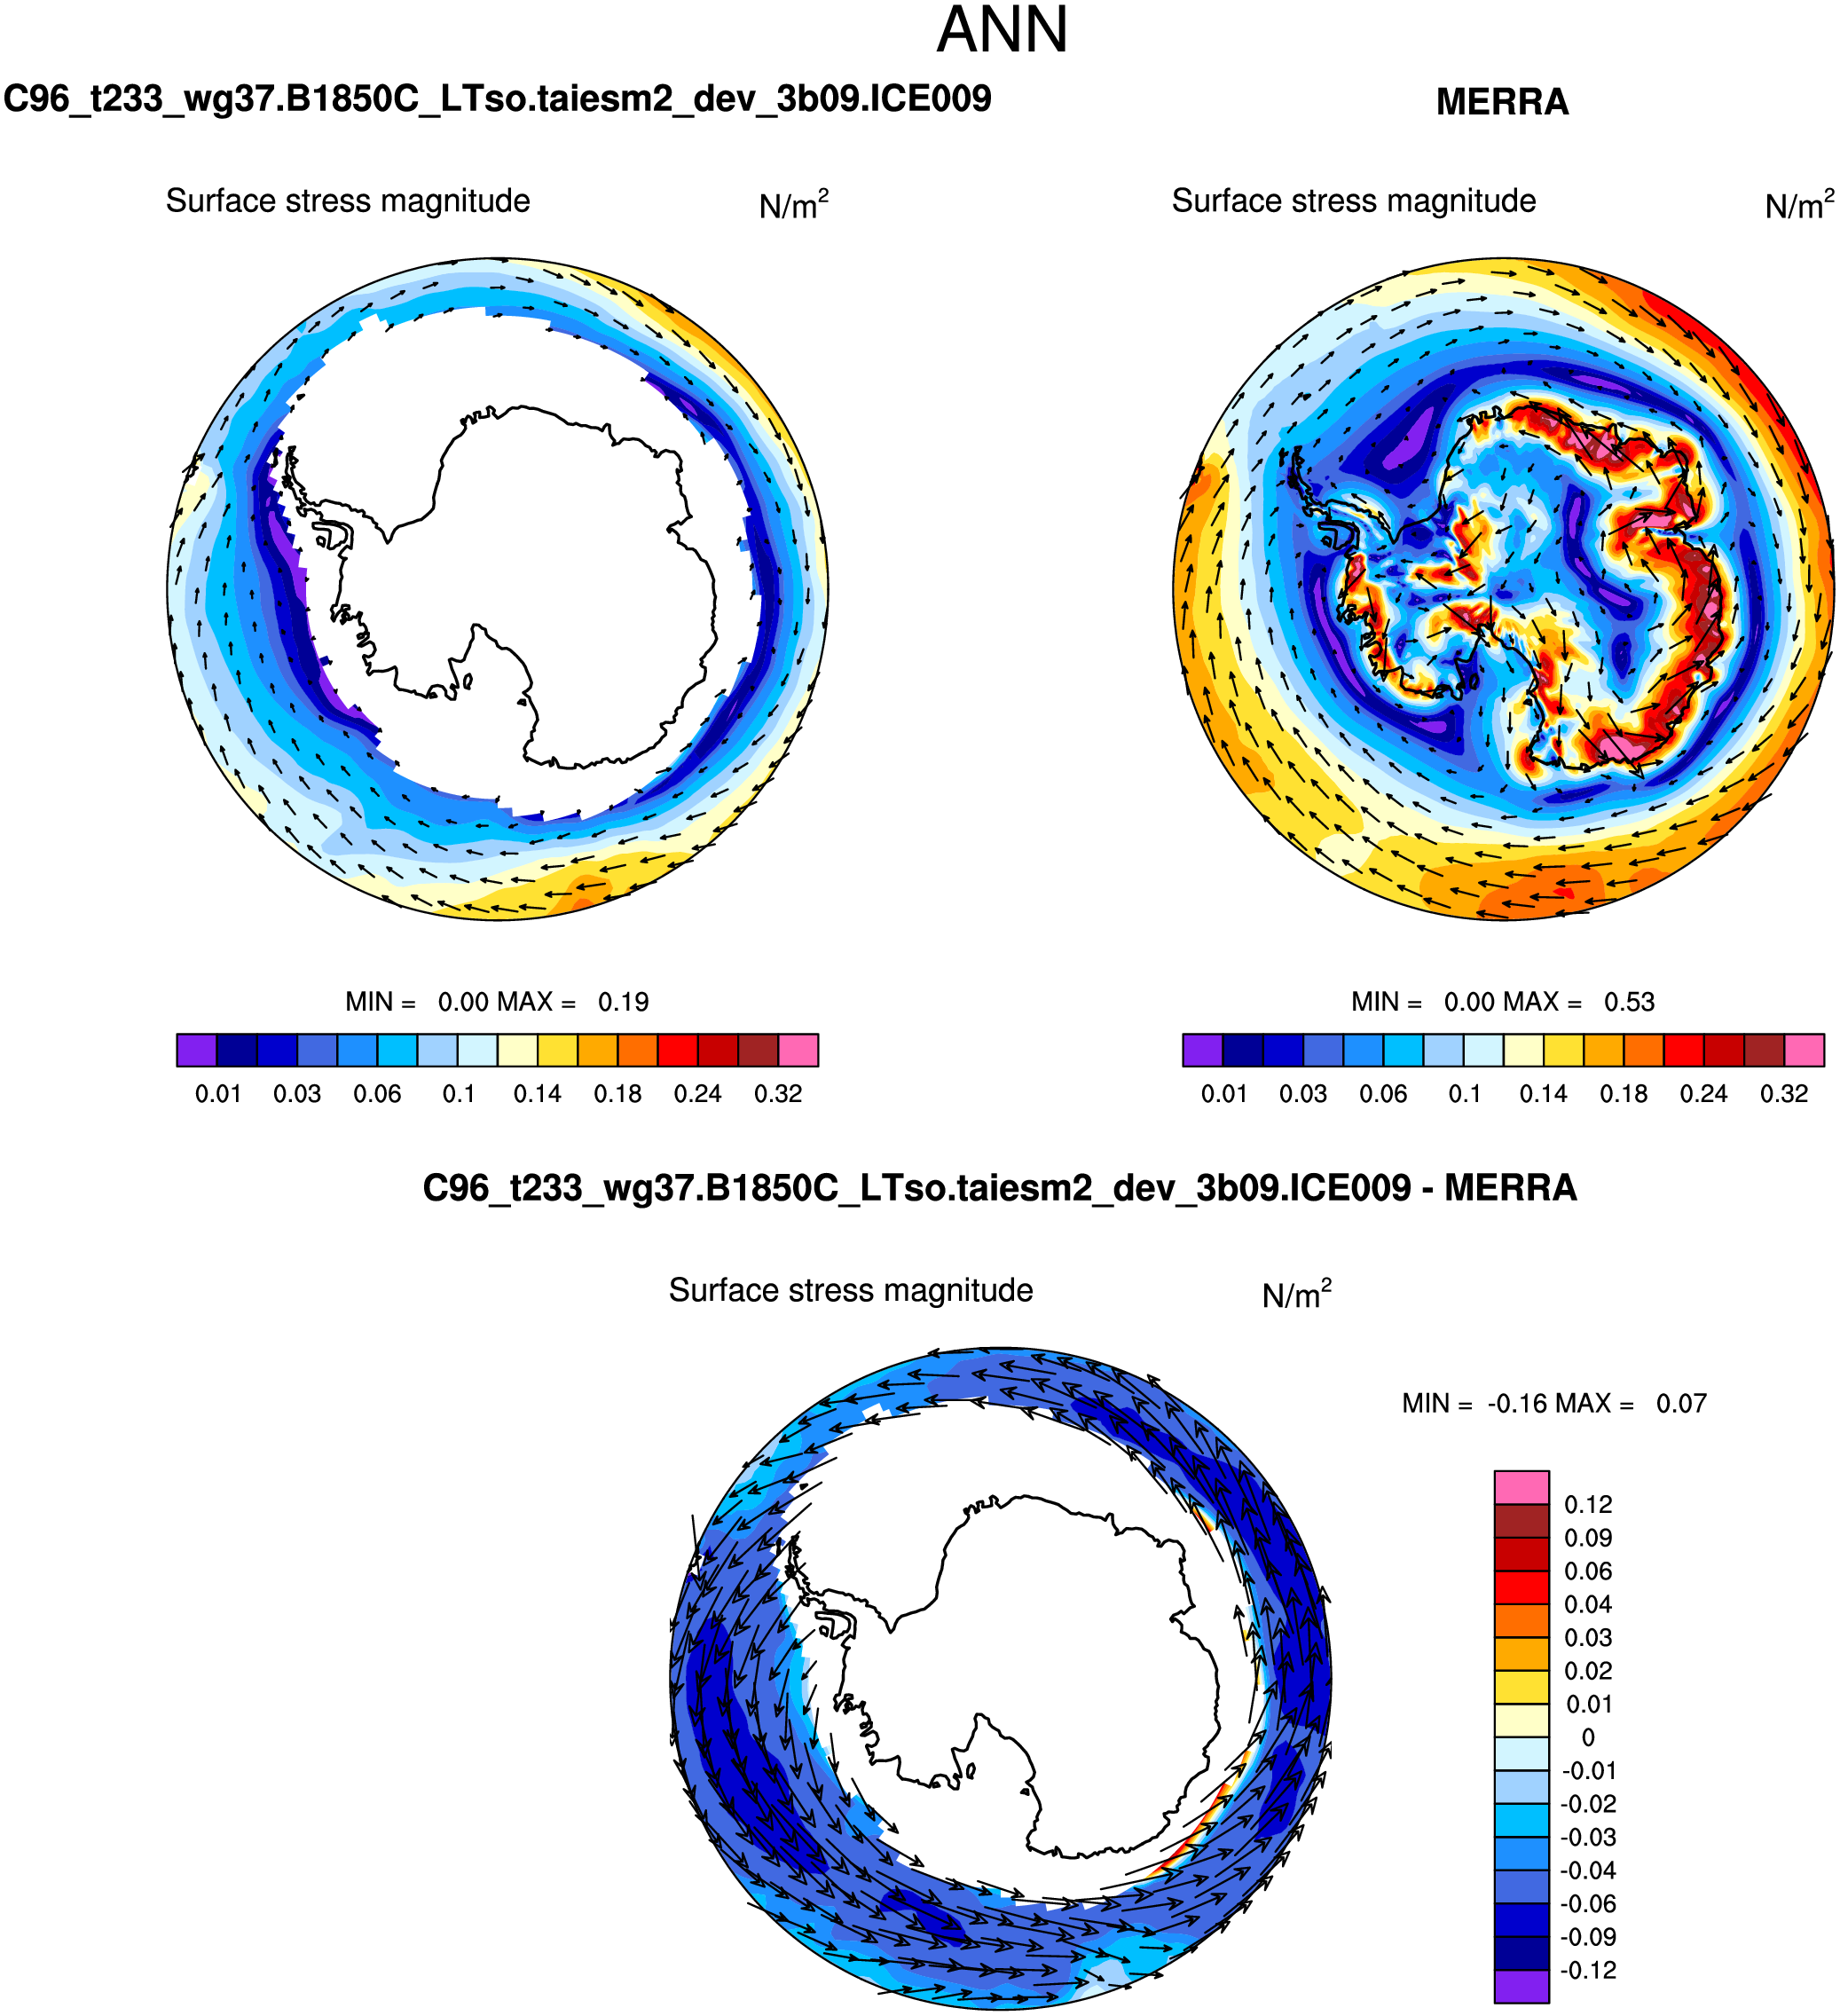 ANN
C96_t233_wg37.B1850C_LTso.taiesm2_dev_3b09.ICE009
MERRA
Surface stress magnitude N/m²
Surface stress magnitude N/m²
MIN = 0.00 MAX = 0.19
0.01 0.03 0.06 0.1 0.14 0.18 0.24 0.32
MIN = 0.00 MAX = 0.53
0.01 0.03 0.06 0.1 0.14 0.18 0.24 0.32
C96_t233_wg37.B1850C_LTso.taiesm2_dev_3b09.ICE009 - MERRA
Surface stress magnitude N/m²
MIN = -0.16 MAX = 0.07
0.12
0.09
0.06
0.04
0.03
0.02
0.01
0
-0.01
-0.02
-0.03
-0.04
-0.06
-0.09
-0.12